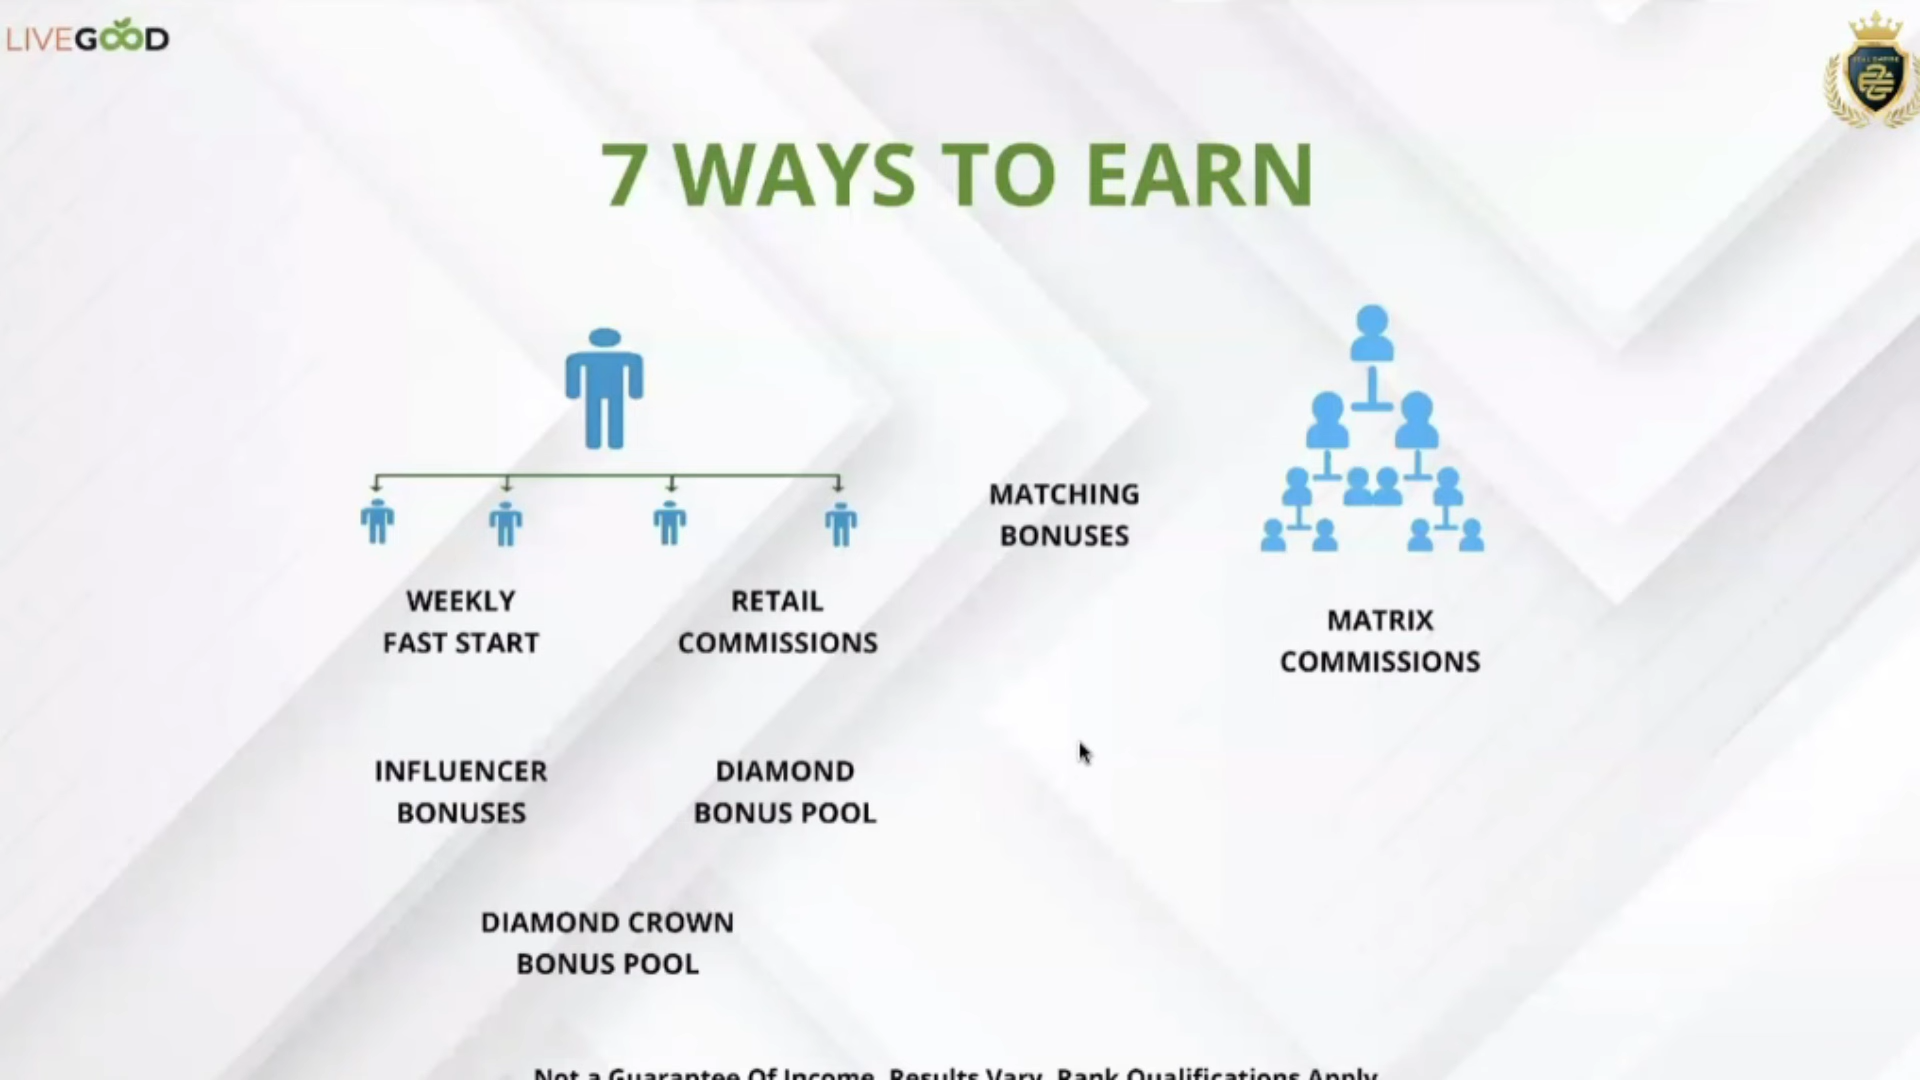 LIVEGOOD
7 WAYS TO EARN
MATCHING
BONUSES
WEEKLY
FAST START
RETAIL
COMMISSIONS
MATRIX
COMMISSIONS
INFLUENCER
BONUSES
DIAMOND
BONUS POOL
DIAMOND CROWN
BONUS POOL
Not a Guarantee Of Income. Results Vary. Rank Qualifications Apply